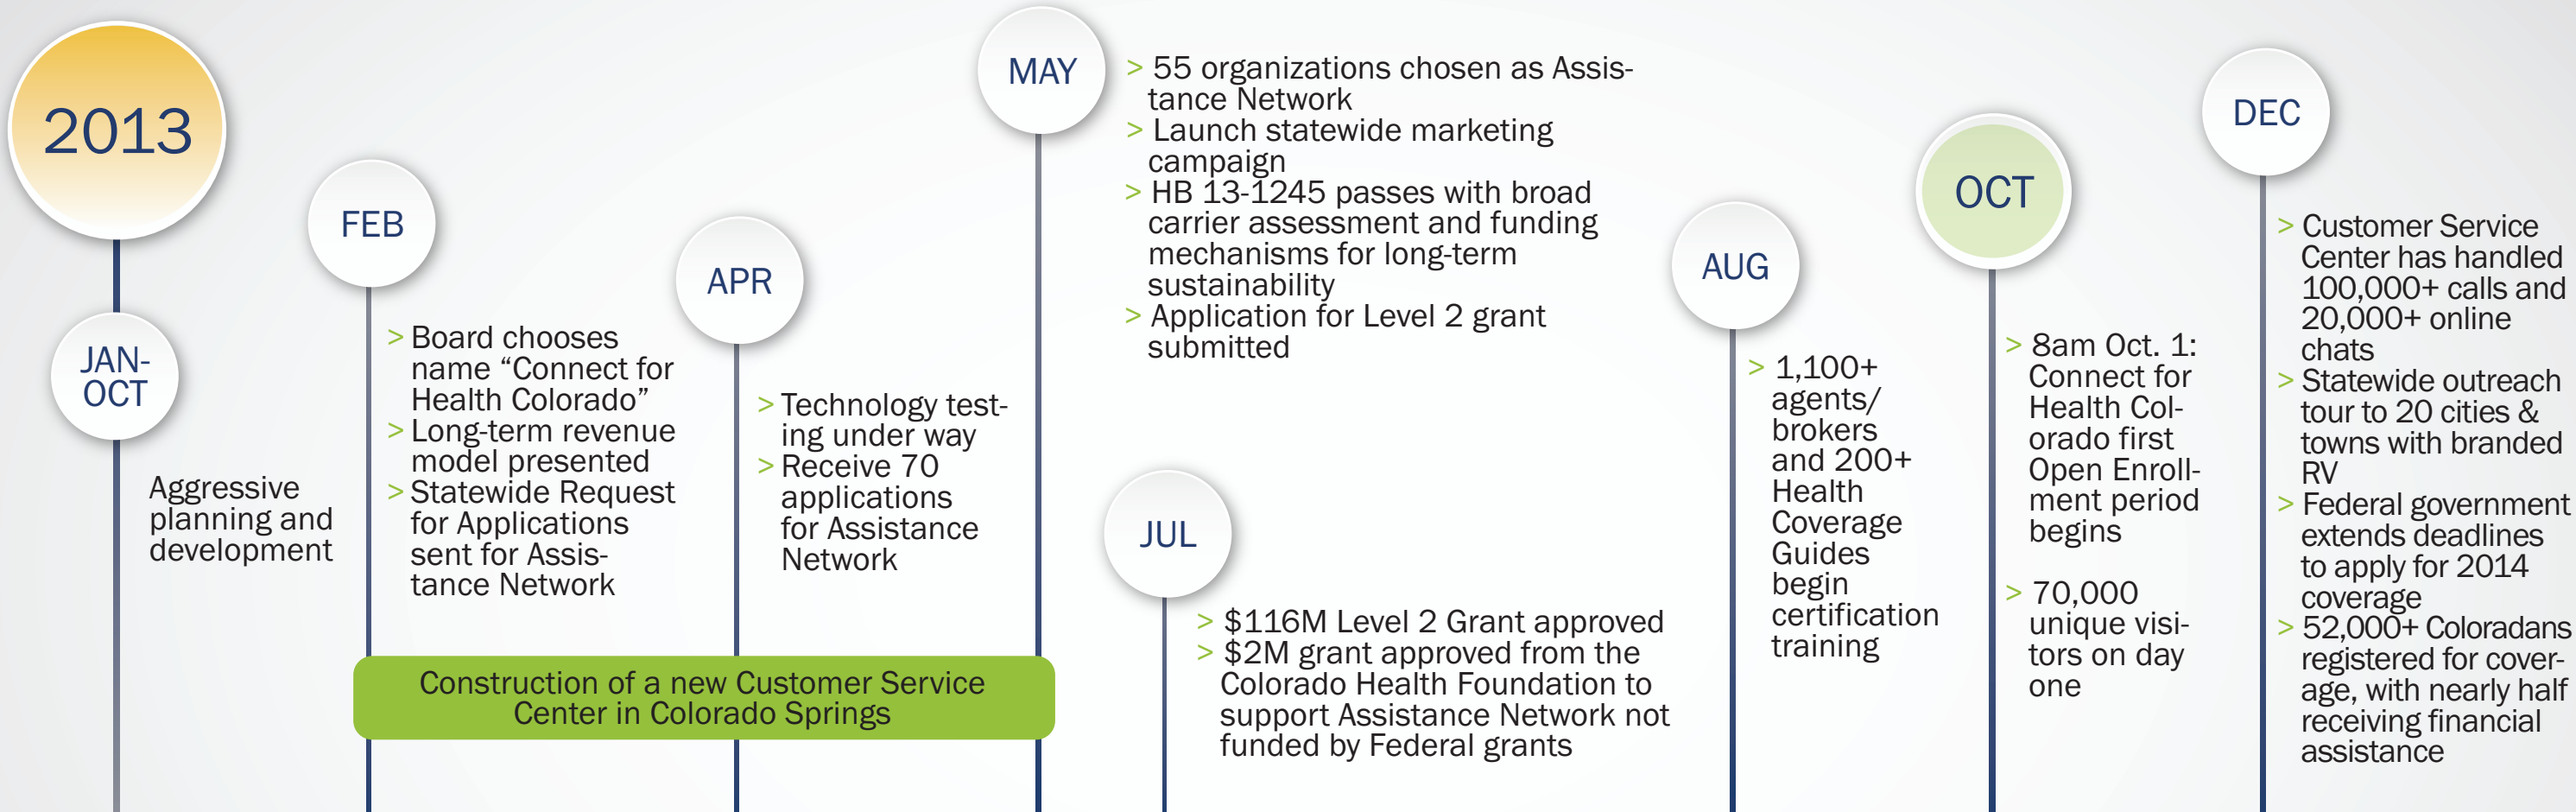 2013
JAN-
OCT
Aggressive
planning and
development
FEB
> Board chooses
name “Connect for
Health Colorado”
> Long-term revenue
model presented
> Statewide Request
for Applications
sent for Assis-
tance Network
APR
> Technology test-
ing under way
> Receive 70
applications
for Assistance
Network
Construction of a new Customer Service
Center in Colorado Springs
MAY
> 55 organizations chosen as Assis-
tance Network
> Launch statewide marketing
campaign
> HB 13-1245 passes with broad
carrier assessment and funding
mechanisms for long-term
sustainability
> Application for Level 2 grant
submitted
JUL
> $116M Level 2 Grant approved
> $2M grant approved from the
Colorado Health Foundation to
support Assistance Network not
funded by Federal grants
AUG
> 1,100+
agents/
brokers
and 200+
Health
Coverage
Guides
begin
certification
training
OCT
> 8am Oct. 1:
Connect for
Health Col-
orado first
Open Enroll-
ment period
begins
> 70,000
unique visi-
tors on day
one
DEC
> Customer Service
Center has handled
100,000+ calls and
20,000+ online
chats
> Statewide outreach
tour to 20 cities &
towns with branded
RV
> Federal government
extends deadlines
to apply for 2014
coverage
> 52,000+ Coloradans
registered for cover-
age, with nearly half
receiving financial
assistance